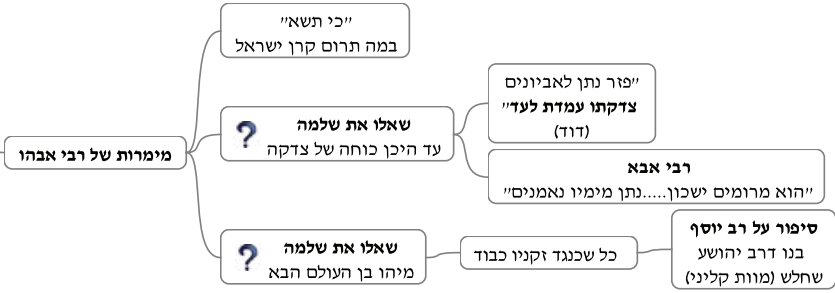 מימרות של רבי אבהו
"כי תשא"
במה תרום קרן ישראל
שאלו את שלמה
עד היכן כוחה של צדקה
"פזר נתן לאביונים
צדקתו עמדת לעד"
(דוד)
רבי אבא
"הוא מרומים ישכון.....נתן מימיו נאמנים"
שאלו את שלמה
מיהו בן העולם הבא
כל שכנגד זקניו כבוד
סיפור על רב יוסף
בנו דרב יהושע
שחלש (מוות קליני)